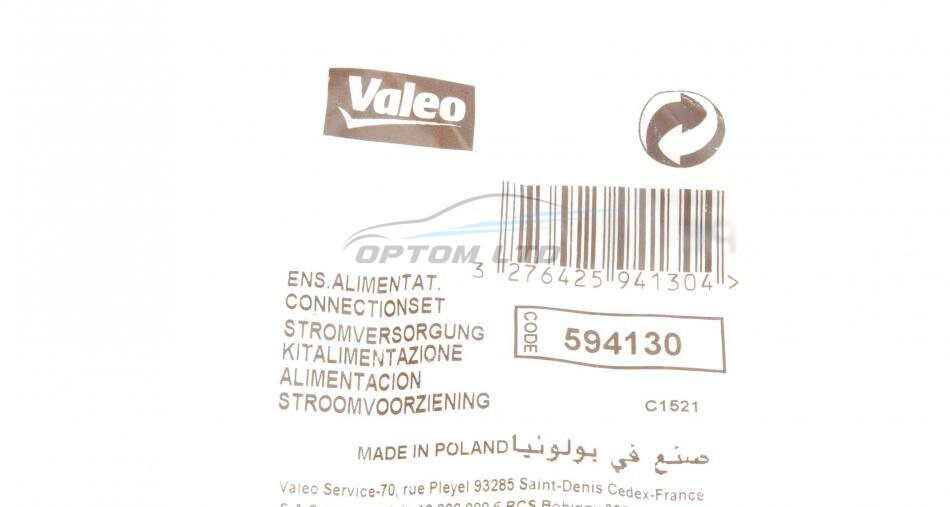 Valeo
OPTOM LTD
3 276425 941304 >
ENS.ALIMENTAT.
CONNECTIONSET
STROMVERSORGUNG
KITALIMENTAZIONE
ALIMENTACION
STROOMVOORZIENING
CODE
594130
C1521
MADE IN POLAND صنع في بولونيا
Valeo Service-70, rue Pleyel 93285 Saint-Denis Cedex-France